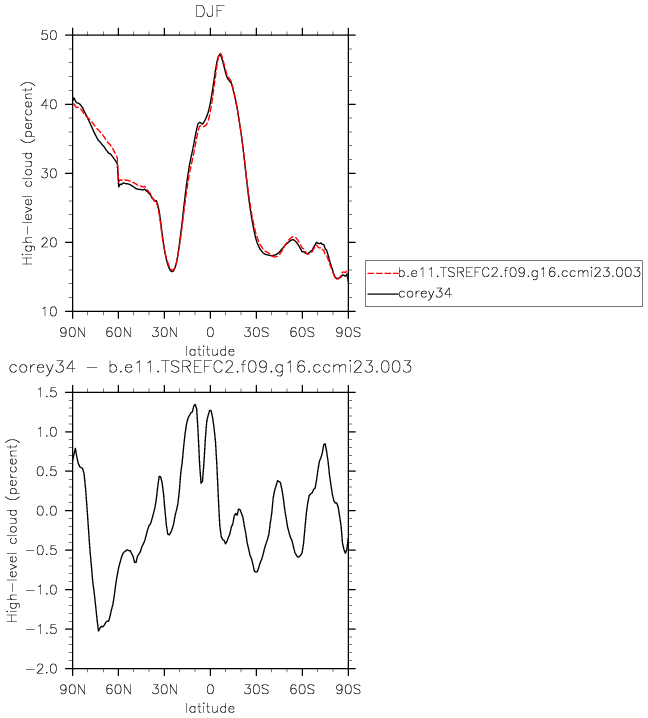 DJF
High-level cloud (percent)
50
40
30
20
10
90N 60N 30N 0 30S 60S 90S
latitude
b.e11.TSREFC2.f09.g16.ccmi23.003
corey34
corey34 - b.e11.TSREFC2.f09.g16.ccmi23.003
High-level cloud (percent)
1.5
1.0
0.5
0.0
-0.5
-1.0
-1.5
-2.0
90N 60N 30N 0 30S 60S 90S
latitude